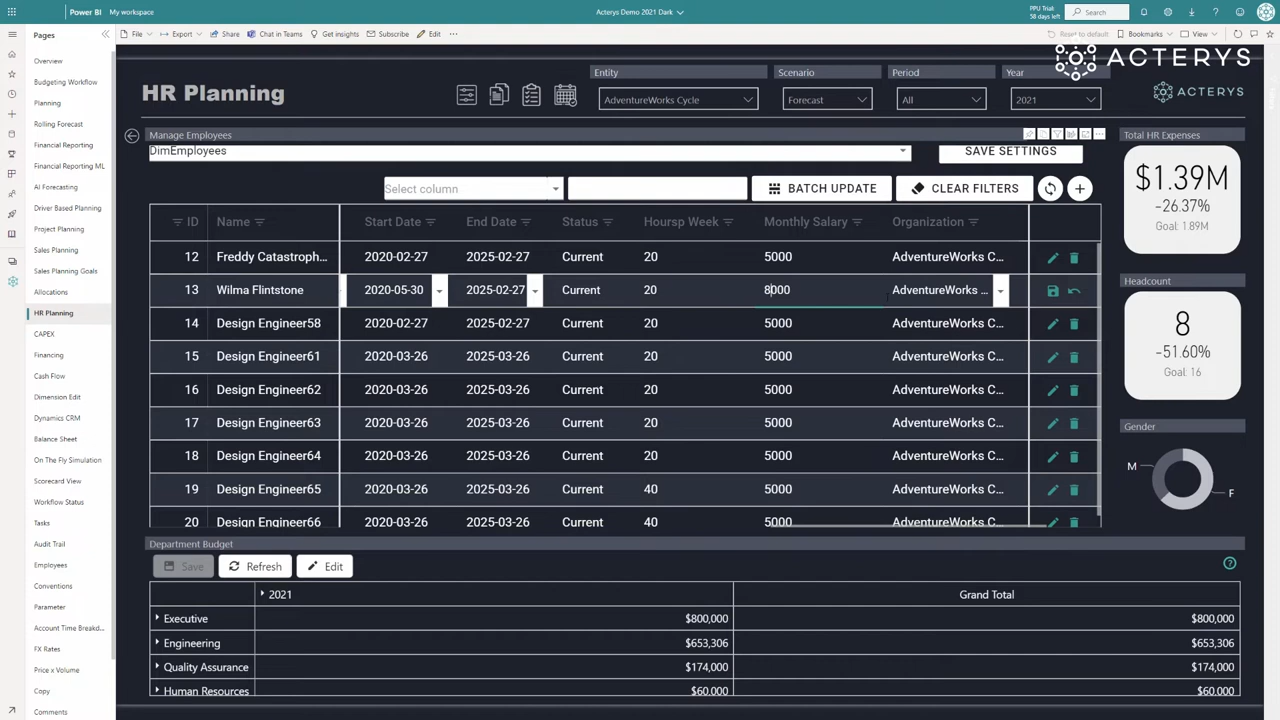 Power BI My workspace
Acterys Demo 2021 Dark
PPU Trial
58 days left
Search
Pages
File Export Share Chat in Teams Get insights Subscribe Edit
Reset to default Bookmarks View
Overview
Budgeting Workflow
Planning
Rolling Forecast
Financial Reporting
Financial Reporting ML
AI Forecasting
Driver Based Planning
Project Planning
Sales Planning
Sales Planning Goals
Allocations
HR Planning
CAPEX
Financing
Cash Flow
Dimension Edit
Dynamics CRM
Balance Sheet
On The Fly Simulation
Scorecard View
Workflow Status
Tasks
Audit Trail
Employees
Conventions
Parameter
Account Time Breakd...
FX Rates
Price x Volume
Copy
Comments
HR Planning
Entity
AdventureWorks Cycle
Scenario
Forecast
Period
All
Year
2021
ACTERYS
ACTERYS
Manage Employees
DimEmployees
SAVE SETTINGS
Select column
BATCH UPDATE
CLEAR FILTERS
ID Name Start Date End Date Status Hoursp Week Monthly Salary Organization
12 Freddy Catastroph... 2020-02-27 2025-02-27 Current 20 5000 AdventureWorks C...
13 Wilma Flintstone 2020-05-30 2025-02-27 Current 20 8000 AdventureWorks ...
14 Design Engineer58 2020-02-27 2025-02-27 Current 20 5000 AdventureWorks C...
15 Design Engineer61 2020-03-26 2025-03-26 Current 20 5000 AdventureWorks C...
16 Design Engineer62 2020-03-26 2025-03-26 Current 20 5000 AdventureWorks C...
17 Design Engineer63 2020-03-26 2025-03-26 Current 20 5000 AdventureWorks C...
18 Design Engineer64 2020-03-26 2025-03-26 Current 20 5000 AdventureWorks C...
19 Design Engineer65 2020-03-26 2025-03-26 Current 40 5000 AdventureWorks C...
20 Design Engineer66 2020-03-26 2025-03-26 Current 40 5000 AdventureWorks C...
Total HR Expenses
$1.39M
-26.37%
Goal: 1.89M
Headcount
8
-51.60%
Goal: 16
Gender
M
F
Department Budget
Save Refresh Edit
2021 Grand Total
Executive $800,000 $800,000
Engineering $653,306 $653,306
Quality Assurance $174,000 $174,000
Human Resources $60,000 $60,000